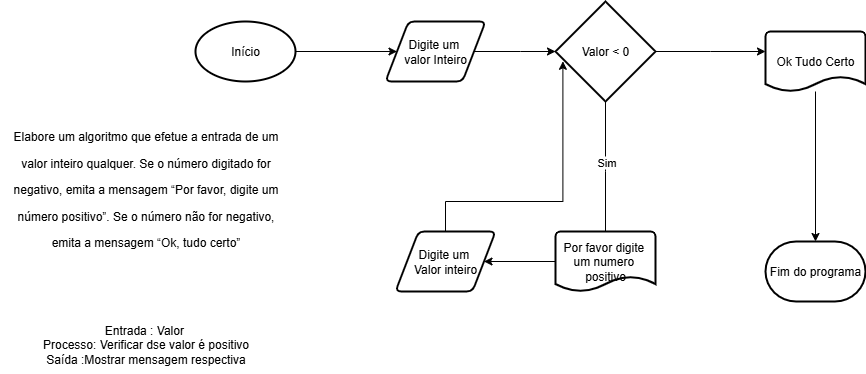 Início
Digite um
valor Inteiro
Valor < 0
Ok Tudo Certo
Elabore um algoritmo que efetue a entrada de um
valor inteiro qualquer. Se o número digitado for
negativo, emita a mensagem “Por favor, digite um
número positivo”. Se o número não for negativo,
emita a mensagem “Ok, tudo certo”
Sim
Digite um
Valor inteiro
Por favor digite
um numero
positivo
Fim do programa
Entrada : Valor
Processo: Verificar dse valor é positivo
Saída :Mostrar mensagem respectiva